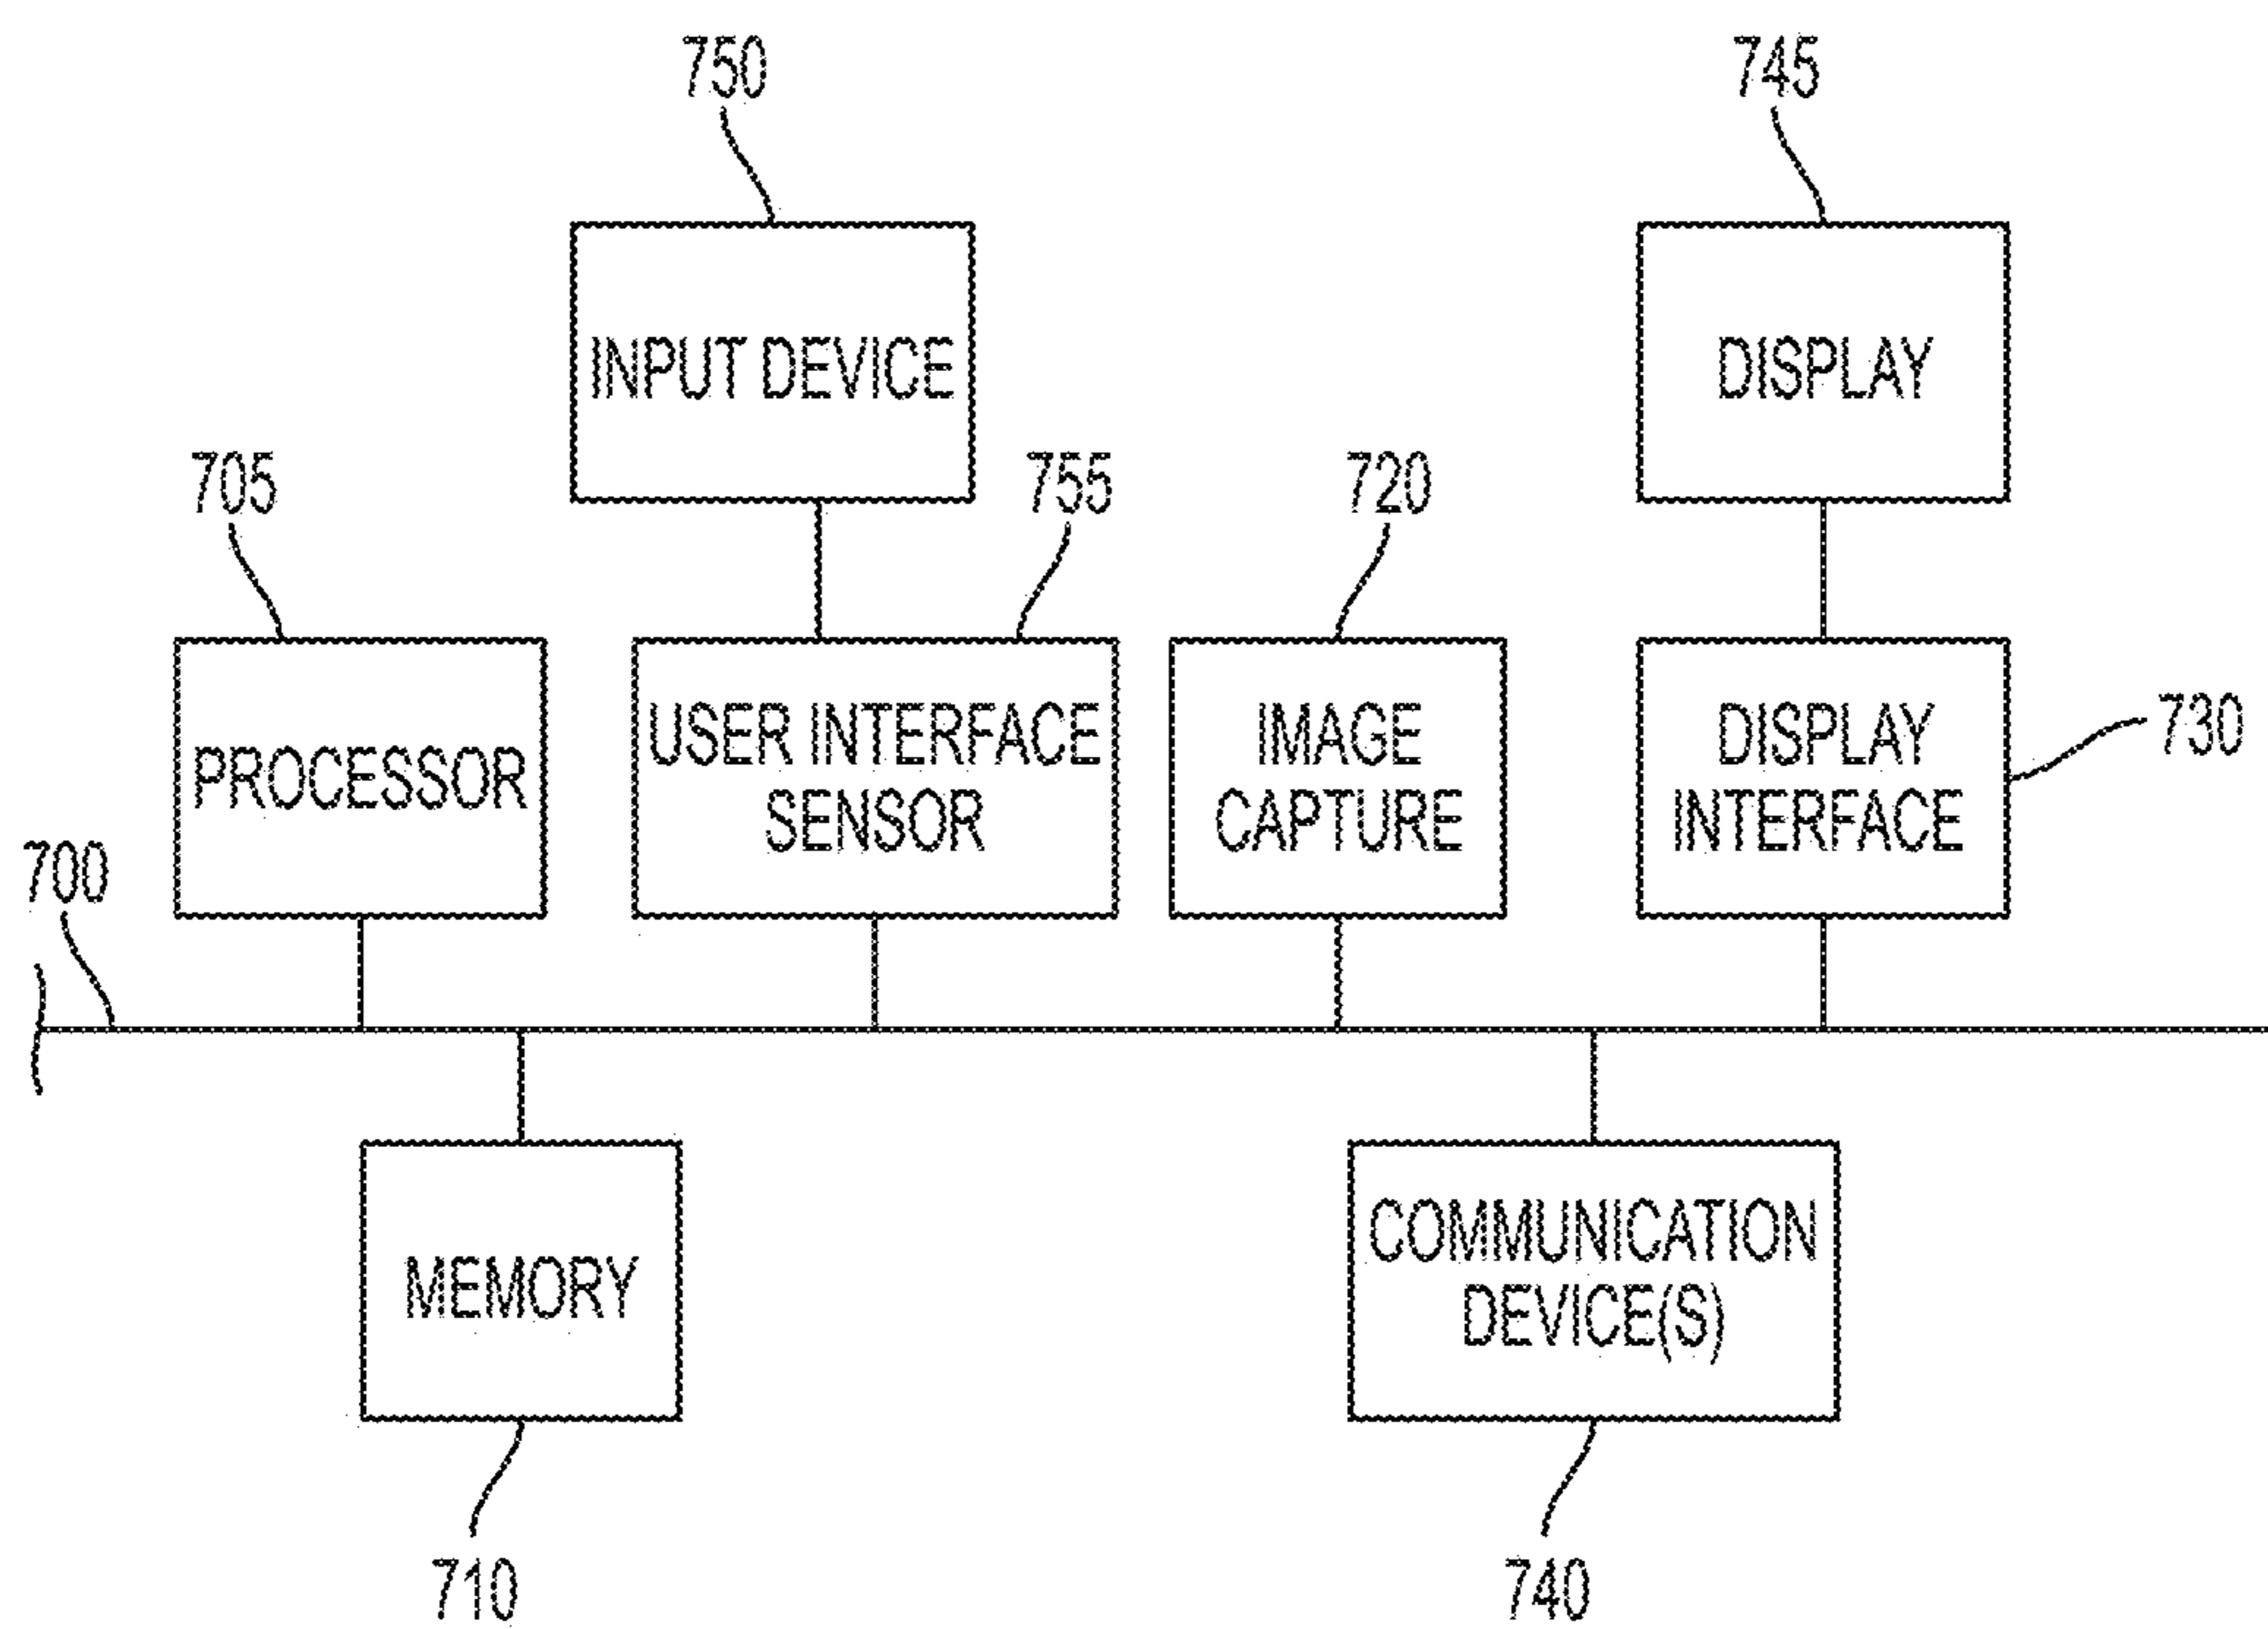 750
745
INPUT DEVICE
DISPLAY
705
755
720
PROCESSOR
USER INTERFACE
SENSOR
IMAGE
CAPTURE
DISPLAY
INTERFACE
730
700
MEMORY
COMMUNICATION
DEVICE(S)
710
740